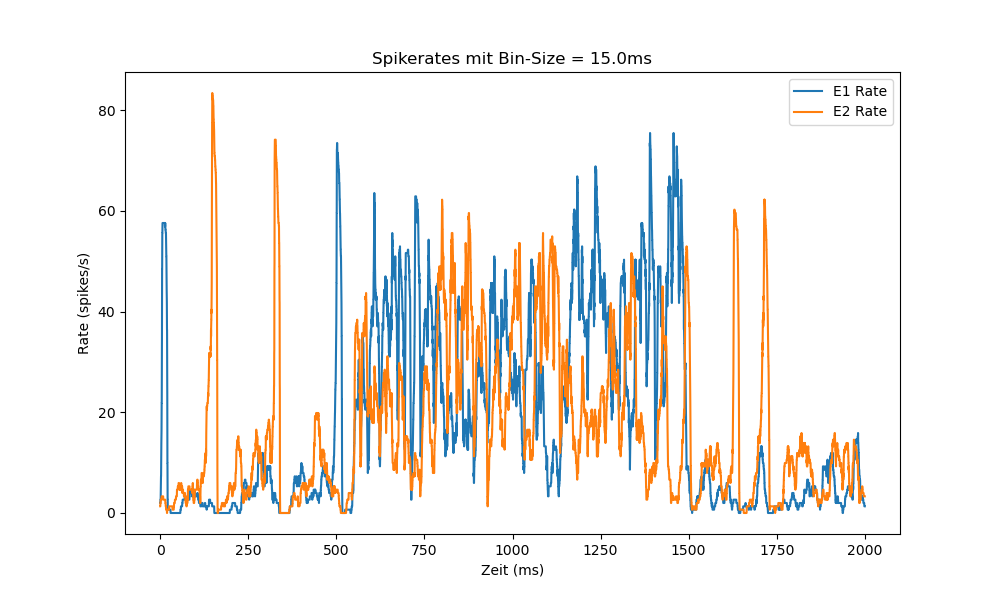 Spikerates mit Bin-Size = 15.0ms
E1 Rate
E2 Rate
80
60
40
20
0
Rate (spikes/s)
0 250 500 750 1000 1250 1500 1750 2000
Zeit (ms)